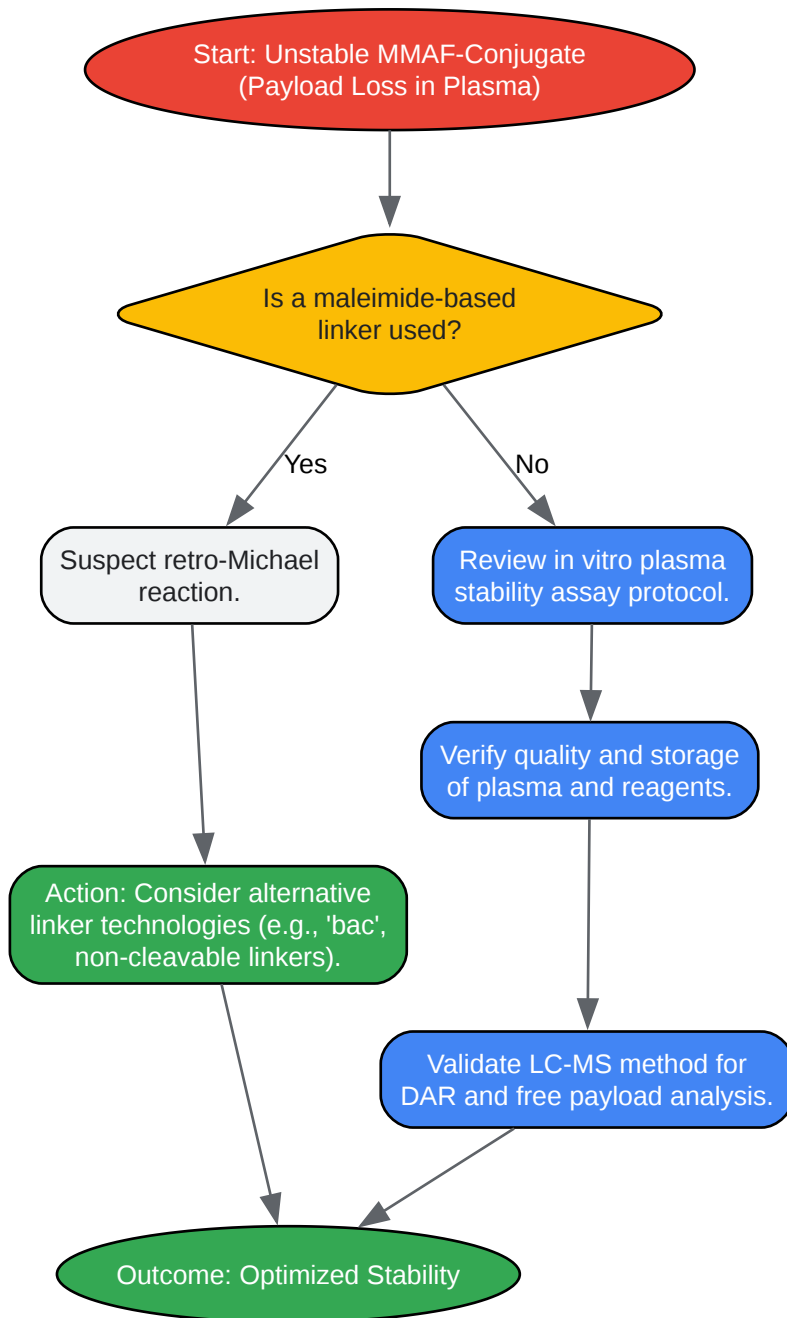 Start: Unstable MMAF-Conjugate
(Payload Loss in Plasma)
Is a maleimide-based
linker used?
Yes
No
Suspect retro-Michael
reaction.
Review in vitro plasma
stability assay protocol.
Verify quality and storage
of plasma and reagents.
Action: Consider alternative
linker technologies (e.g., 'bac',
non-cleavable linkers).
Validate LC-MS method for
DAR and free payload analysis.
Outcome: Optimized Stability